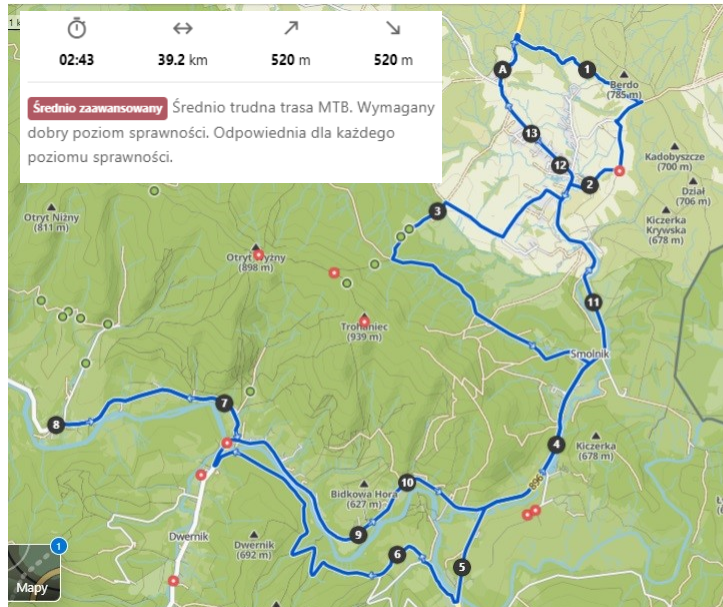 1 k
02:43 39.2 km 520 m 520 m
Średnio zaawansowany Średnio trudna trasa MTB. Wymagany
dobry poziom sprawności. Odpowiednia dla każdego
poziomu sprawności.
A
1
Berdo
(785 m)
13
12
2
Kadobyszcze
(700 m)
Dział
(706 m)
Otryt Niżny
(811 m)
3
Kiczerka
Krywska
(678 m)
Otryt Wyżny
(898 m)
11
Trohaniec
(939 m)
Smolnik
7
8
4
Kiczerka
(678 m)
896
10
Bidkowa Hora
(627 m)
Dwernik
9
Dwernik
(692 m)
6
5
1
Mapy